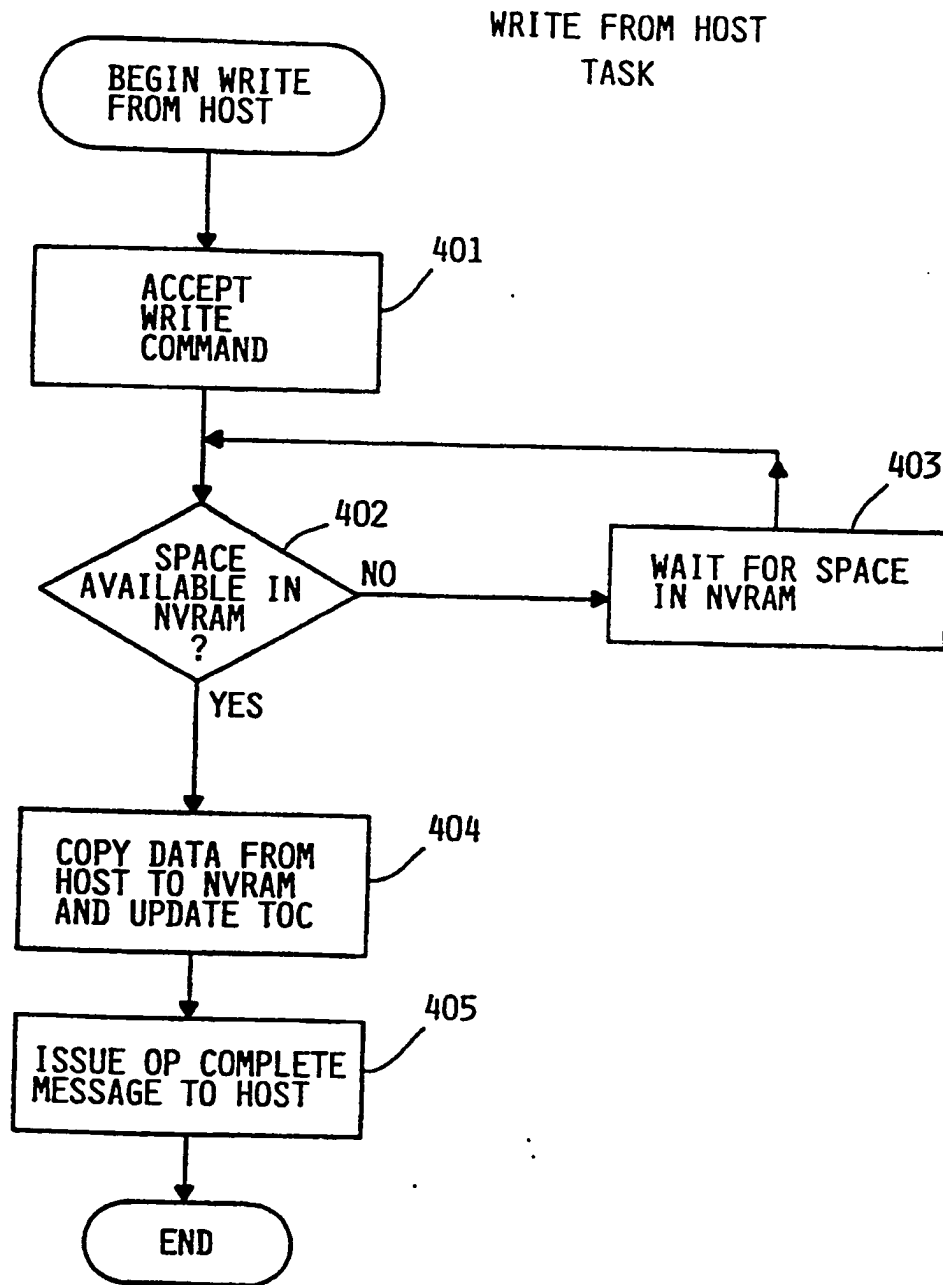 WRITE FROM HOST
TASK
BEGIN WRITE
FROM HOST
401
ACCEPT
WRITE
COMMAND
403
402
SPACE
AVAILABLE IN
NVRAM
?
NO
WAIT FOR SPACE
IN NVRAM
YES
404
COPY DATA FROM
HOST TO NVRAM
AND UPDATE TOC
405
ISSUE OP COMPLETE
MESSAGE TO HOST
END